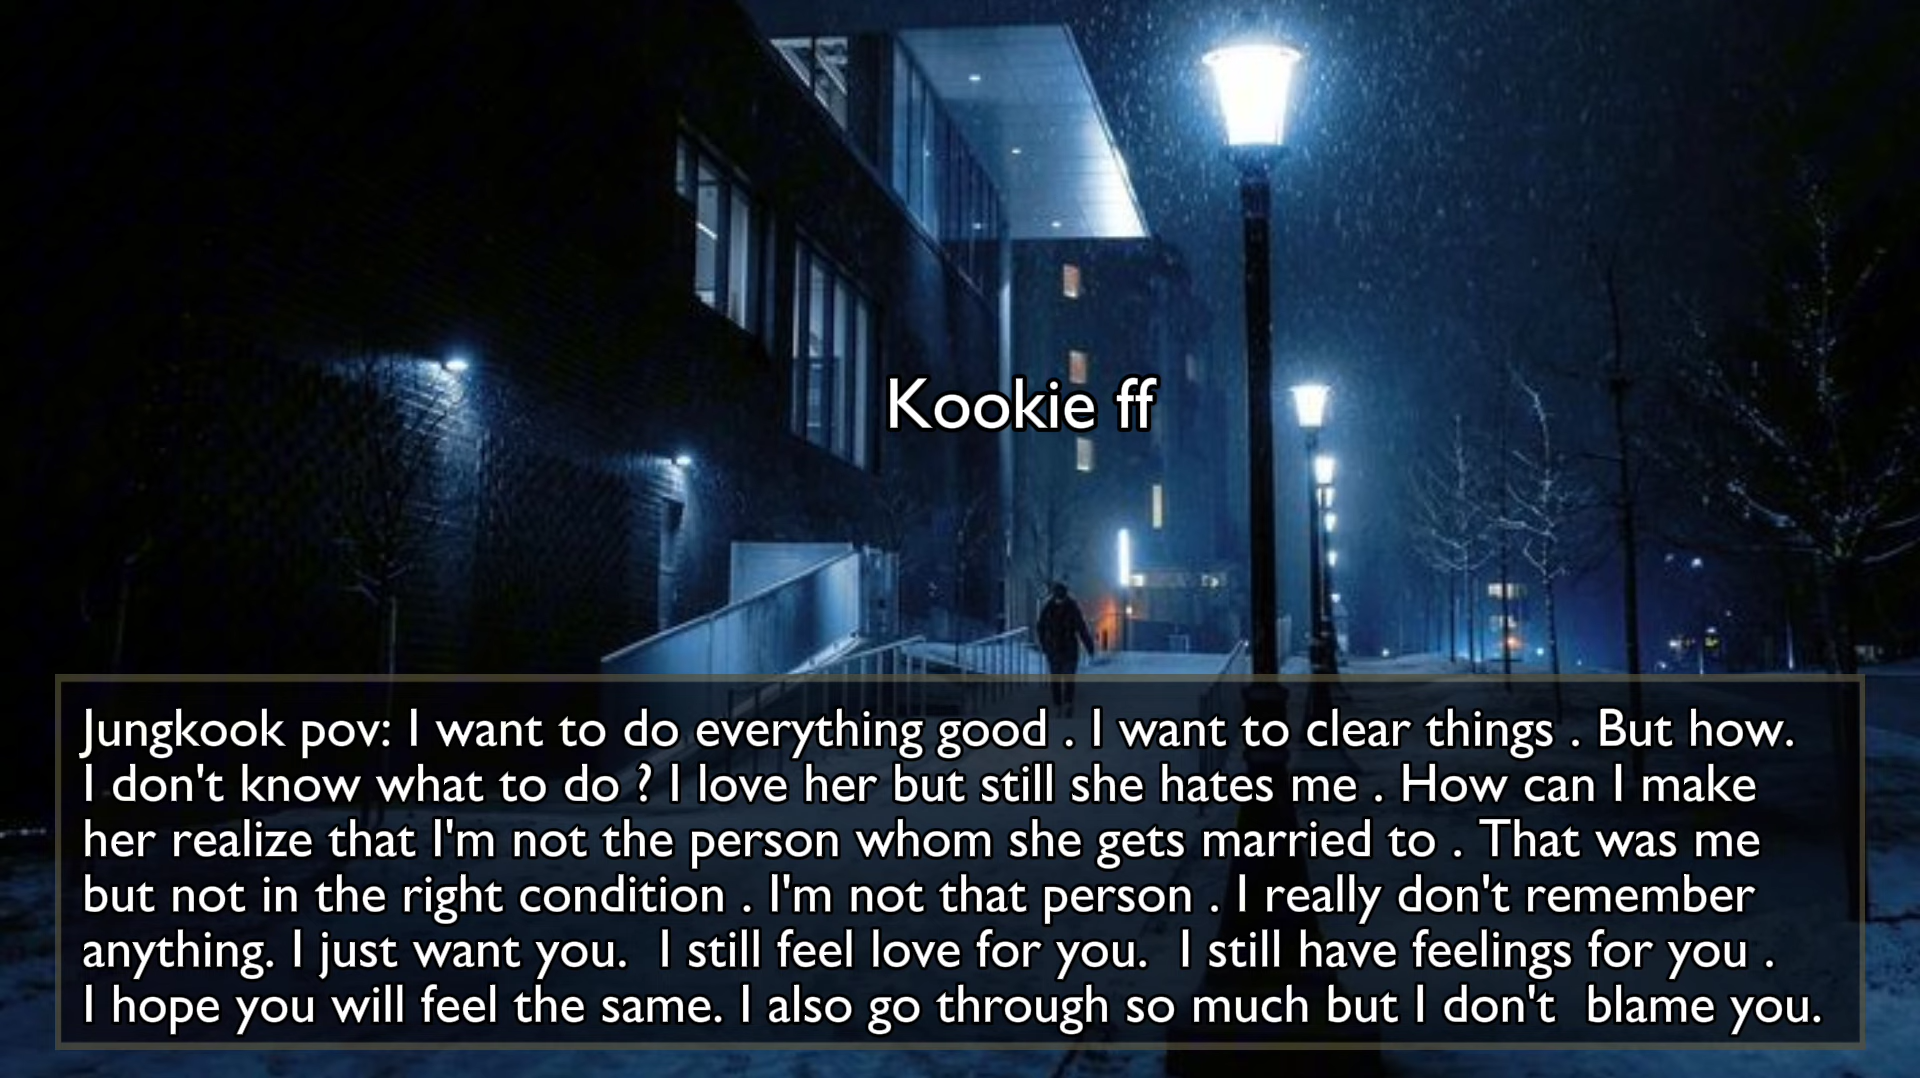 Kookie ff
Jungkook pov: I want to do everything good . I want to clear things . But how.
I don't know what to do ? I love her but still she hates me . How can I make
her realize that I'm not the person whom she gets married to . That was me
but not in the right condition . I'm not that person . I really don't remember
anything. I just want you.  I still feel love for you.  I still have feelings for you .
I hope you will feel the same. I also go through so much but I don't  blame you.